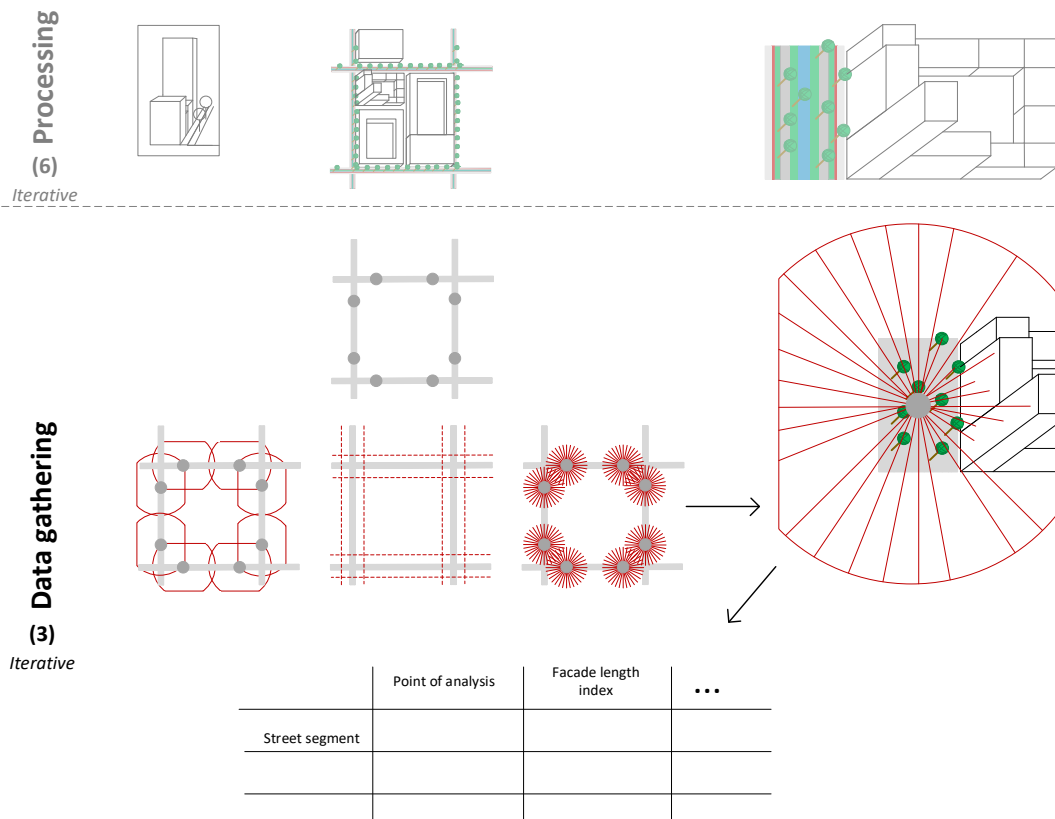 Processing
(6)
Iterative
Data gathering
(3)
Iterative
Point of analysis
Facade length
index
...
Street segment